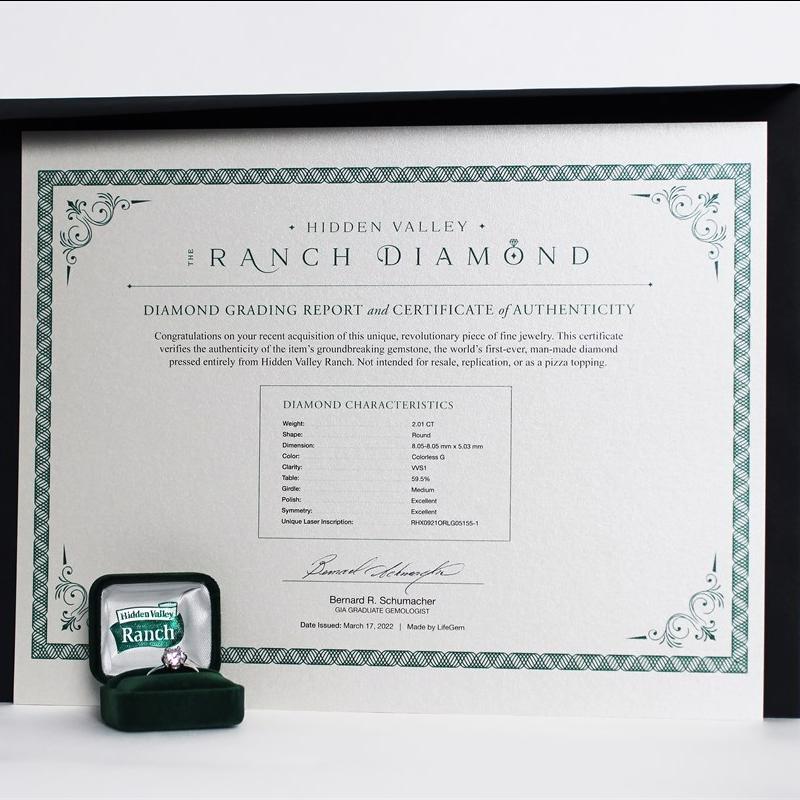 HIDDEN VALLEY
THE RANCH DIAMOND
DIAMOND GRADING REPORT and CERTIFICATE of AUTHENTICITY
Congratulations on your recent acquisition of this unique, revolutionary piece of fine jewelry. This certificate
verifies the authenticity of the item's groundbreaking gemstone, the world's first-ever, man-made diamond
pressed entirely from Hidden Valley Ranch. Not intended for resale, replication, or as a pizza topping.
DIAMOND CHARACTERISTICS
Weight: 2.01 CT
Shape: Round
Dimension: 8.05-8.05 mm x 5.03 mm
Color: Colorless G
Clarity: VVS1
Table: 59.5%
Girdle: Medium
Polish: Excellent
Symmetry: Excellent
Unique Laser Inscription: RHX0921ORLG05155-1
Bernard R. Schumacher
GIA GRADUATE GEMOLOGIST
Date Issued: March 17, 2022 | Made by LifeGem
Hidden Valley
Ranch